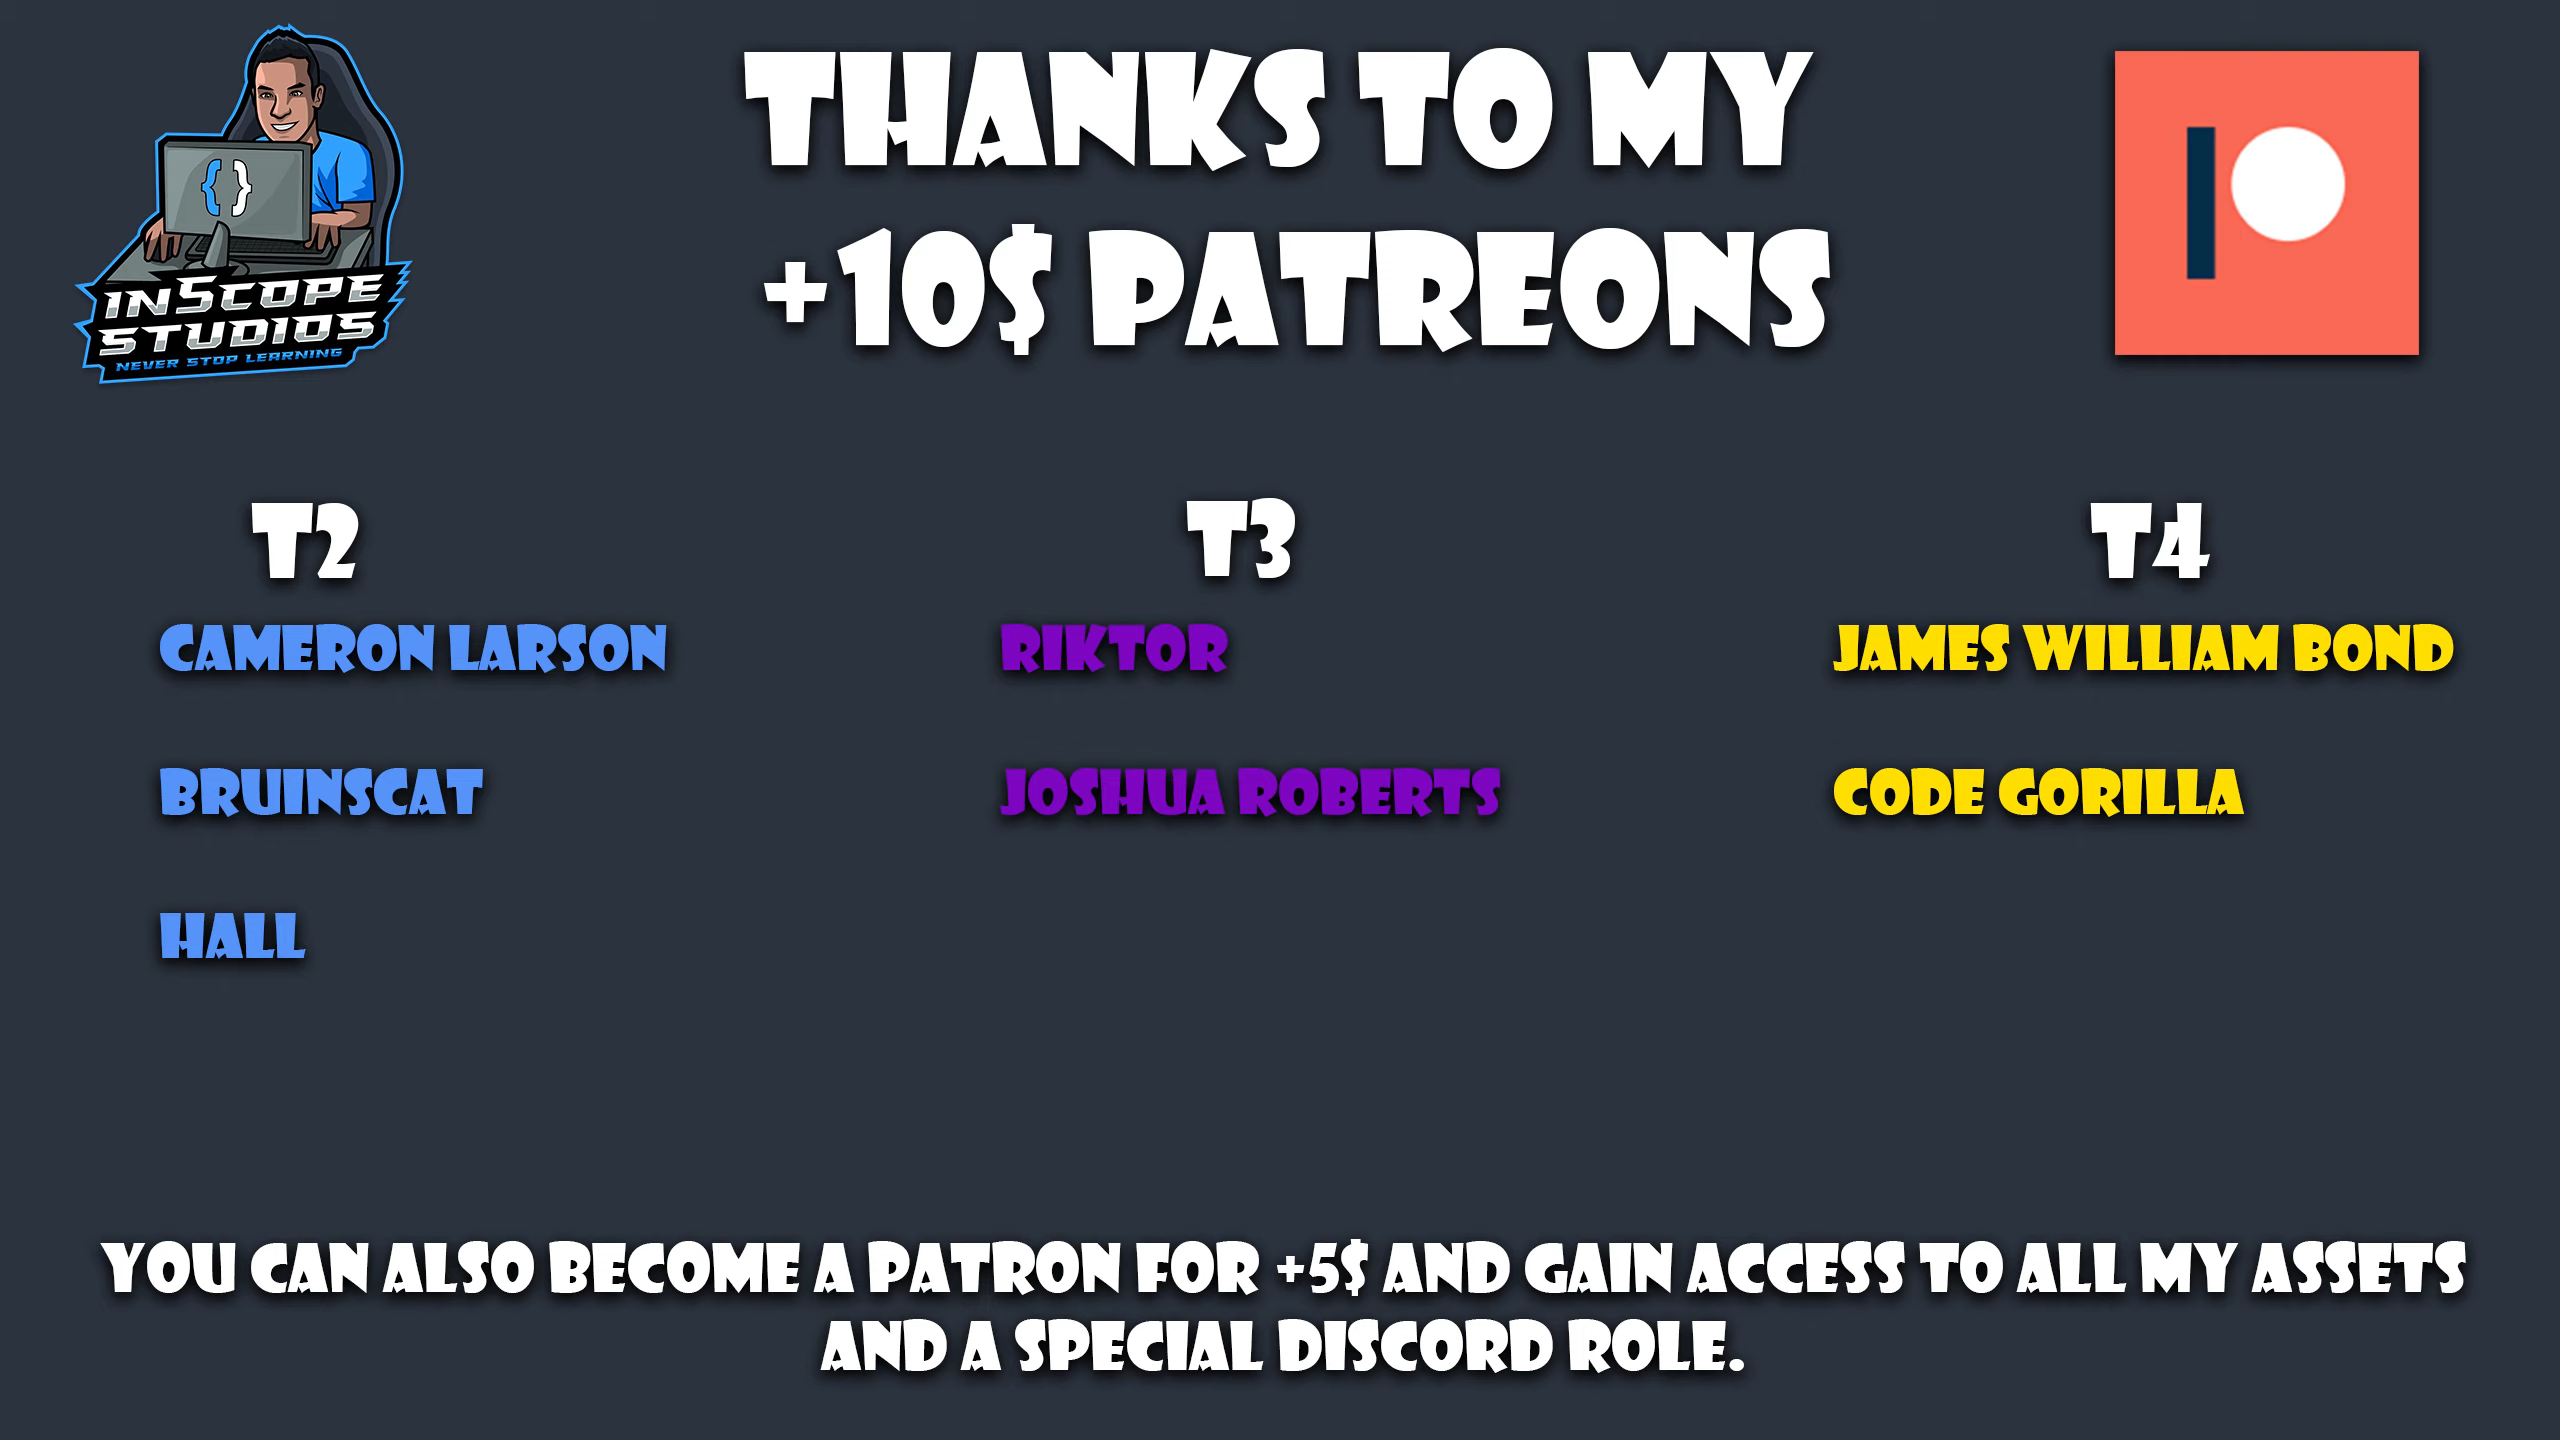 THANKS TO MY
+10$ PATREONS
{ }
INSCOPE
STUDIOS
NEVER STOP LEARNING
T2
CAMERON LARSON
BRUINSCAT
HALL
T3
RIKTOR
JOSHUA ROBERTS
T4
JAMES WILLIAM BOND
CODE GORILLA
YOU CAN ALSO BECOME A PATRON FOR +5$ AND GAIN ACCESS TO ALL MY ASSETS
AND A SPECIAL DISCORD ROLE.